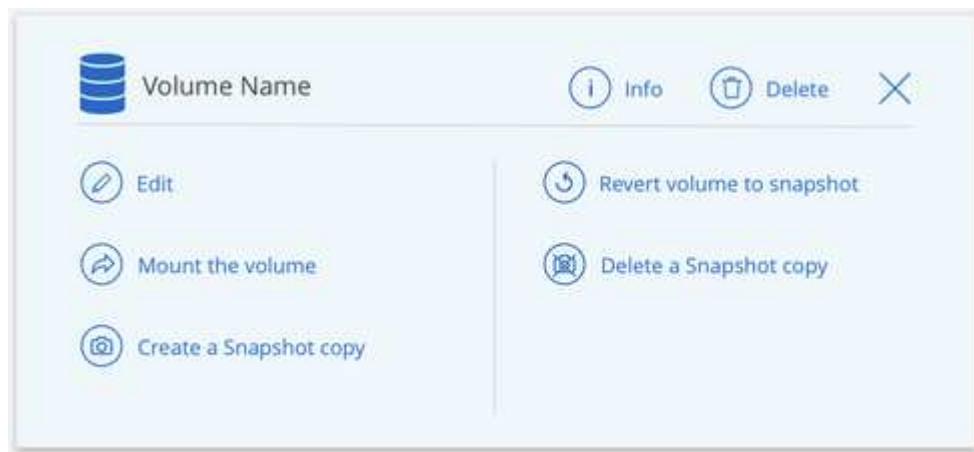 Volume Name
Info
Delete
Edit
Revert volume to snapshot
Mount the volume
Delete a Snapshot copy
Create a Snapshot copy